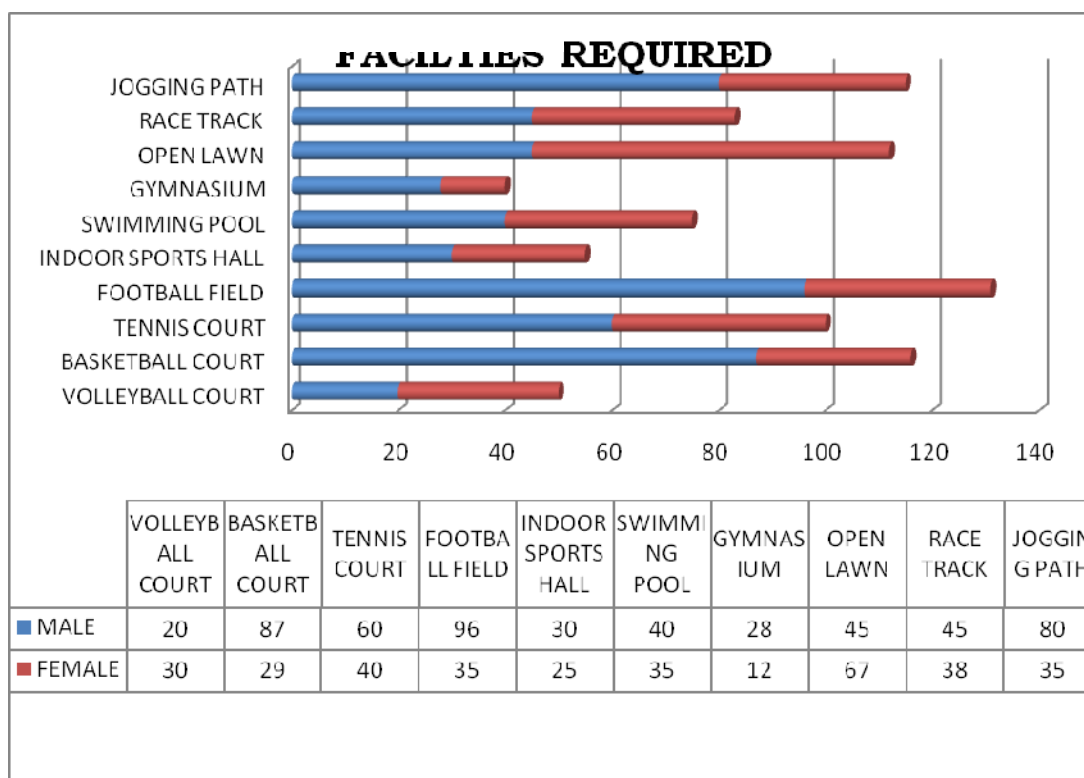 FACILTIES REQUIRED
JOGGING PATH
RACE TRACK
OPEN LAWN
GYMNASIUM
SWIMMING POOL
INDOOR SPORTS HALL
FOOTBALL FIELD
TENNIS COURT
BASKETBALL COURT
VOLLEYBALL COURT
0 20 40 60 80 100 120 140
VOLLEYB
ALL
COURT
BASKETB
ALL
COURT
TENNIS
COURT
FOOTBA
LL FIELD
INDOOR
SPORTS
HALL
SWIMMI
NG
POOL
GYMNAS
IUM
OPEN
LAWN
RACE
TRACK
JOGGIN
G PATH
MALE 20 87 60 96 30 40 28 45 45 80
FEMALE 30 29 40 35 25 35 12 67 38 35